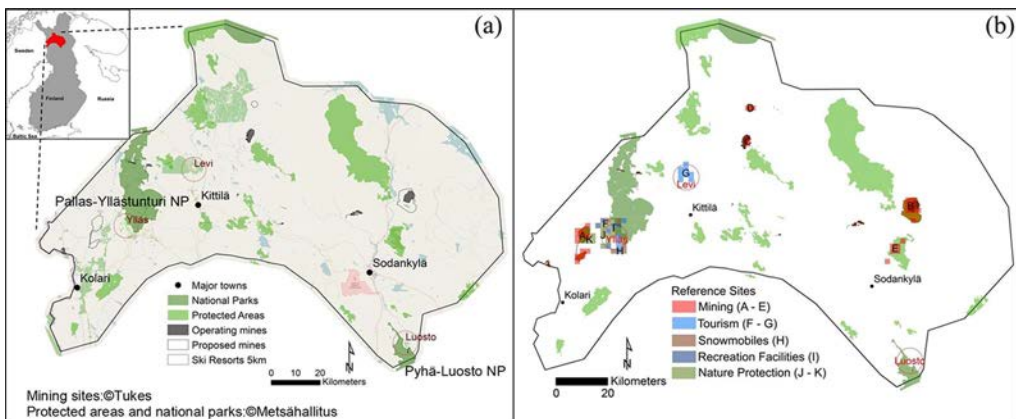 (a)
Sweden
Finland
Russia
Baltic Sea
Levi
Kittilä
Pallas-Yllästunturi NP
Ylläs
Kolari
Sodankylä
Luosto
Pyhä-Luosto NP
Major towns
National Parks
Protected Areas
Operating mines
Proposed mines
Ski Resorts 5km
N
0 10 20
Kilometers
Mining sites:©Tukes
Protected areas and national parks:©Metsähallitus
(b)
D
G
Levi
Kittilä
B
F
I
J
Ylläs
H
K
E
Kolari
Sodankylä
Luosto
Reference Sites
Mining (A - E)
Tourism (F - G)
Snowmobiles (H)
Recreation Facilities (I)
Nature Protection (J - K)
N
0 20
Kilometers